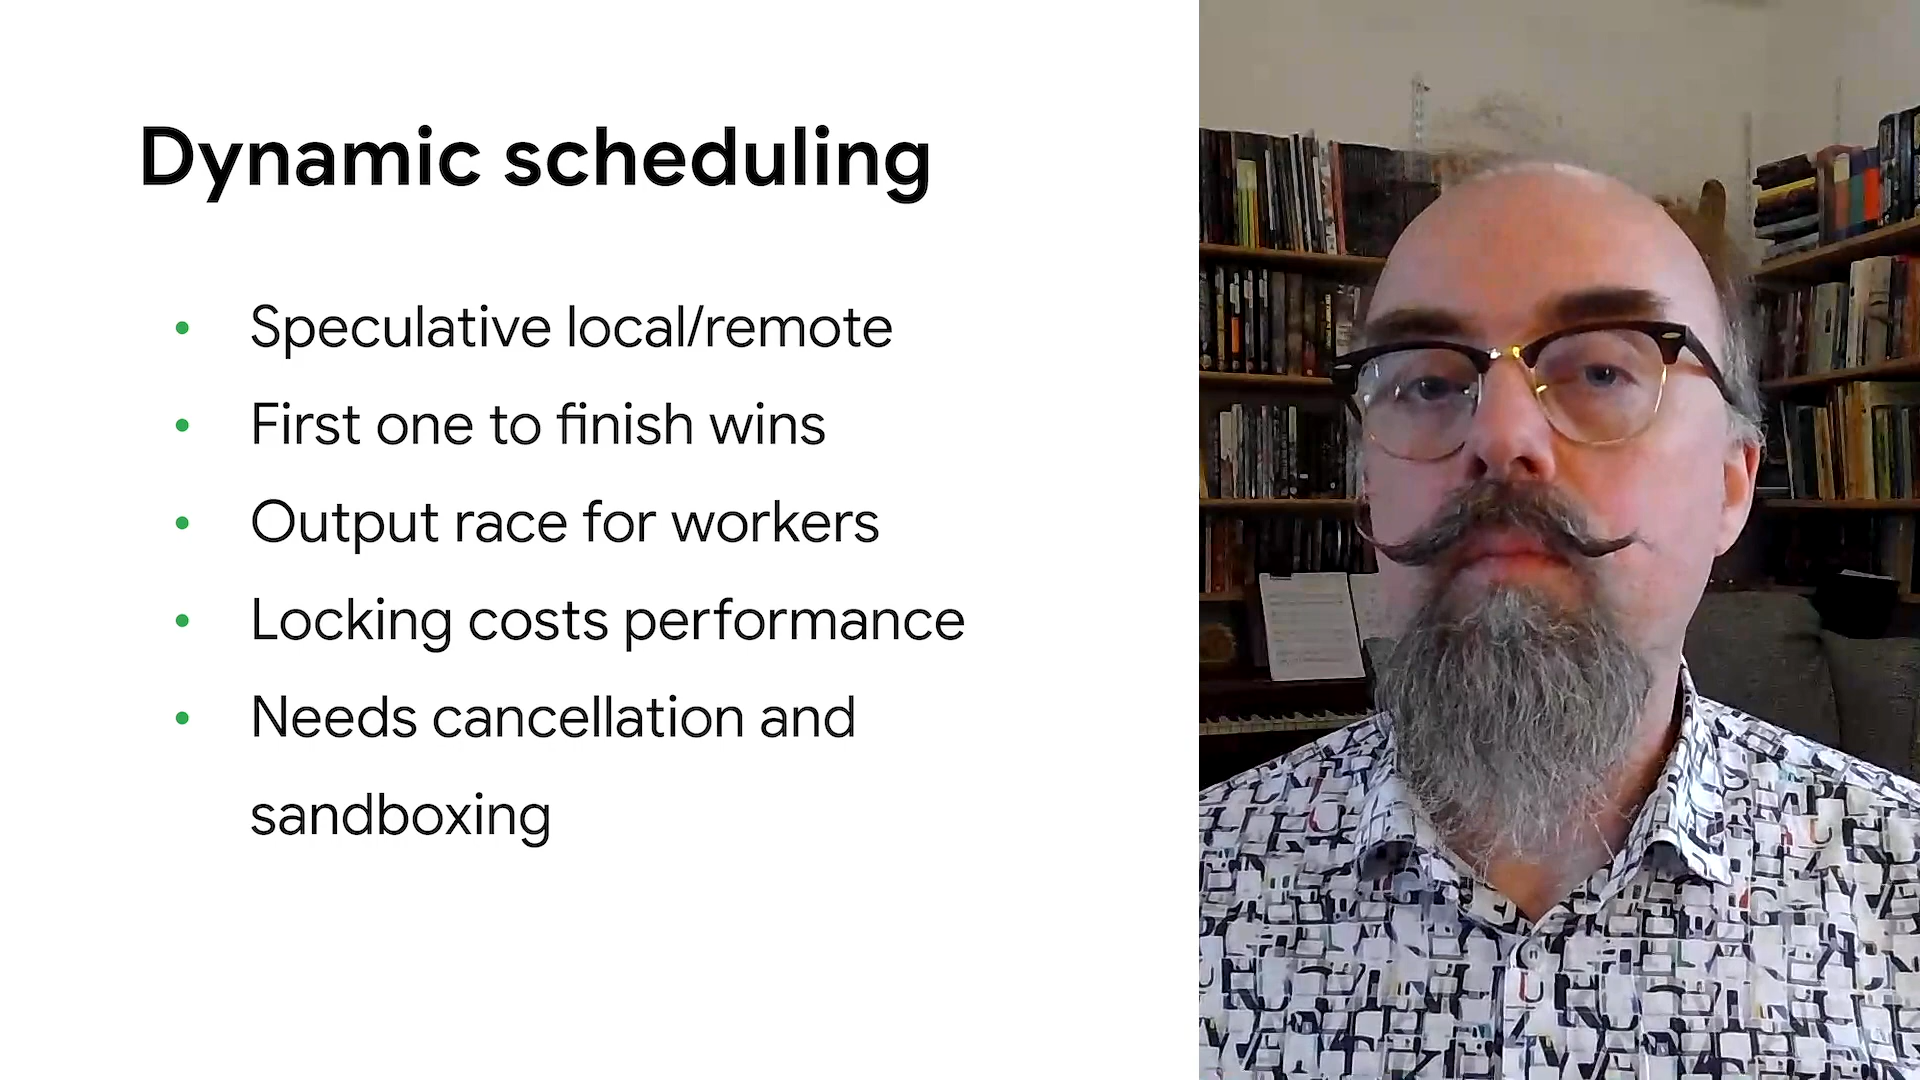 Dynamic scheduling
• Speculative local/remote
• First one to finish wins
• Output race for workers
• Locking costs performance
• Needs cancellation and
sandboxing